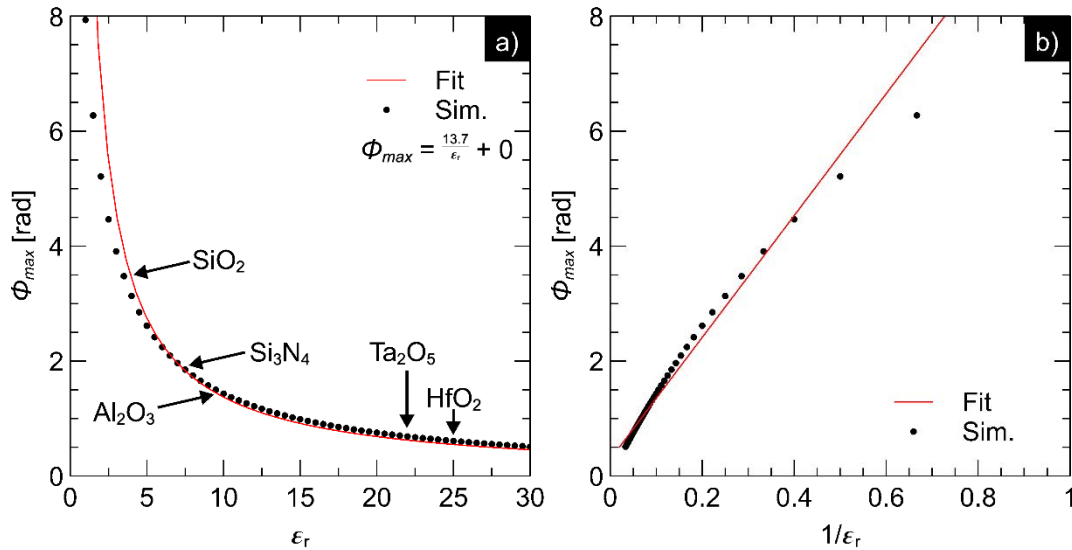 a)
8
6
4
2
0
Φmax [rad]
Fit
Sim.
Φmax = 13.7/εr + 0
SiO2
Si3N4
Al2O3
Ta2O5
HfO2
0 5 10 15 20 25 30
εr
b)
8
6
4
2
0
Φmax [rad]
Fit
Sim.
0 0.2 0.4 0.6 0.8 1
1/εr